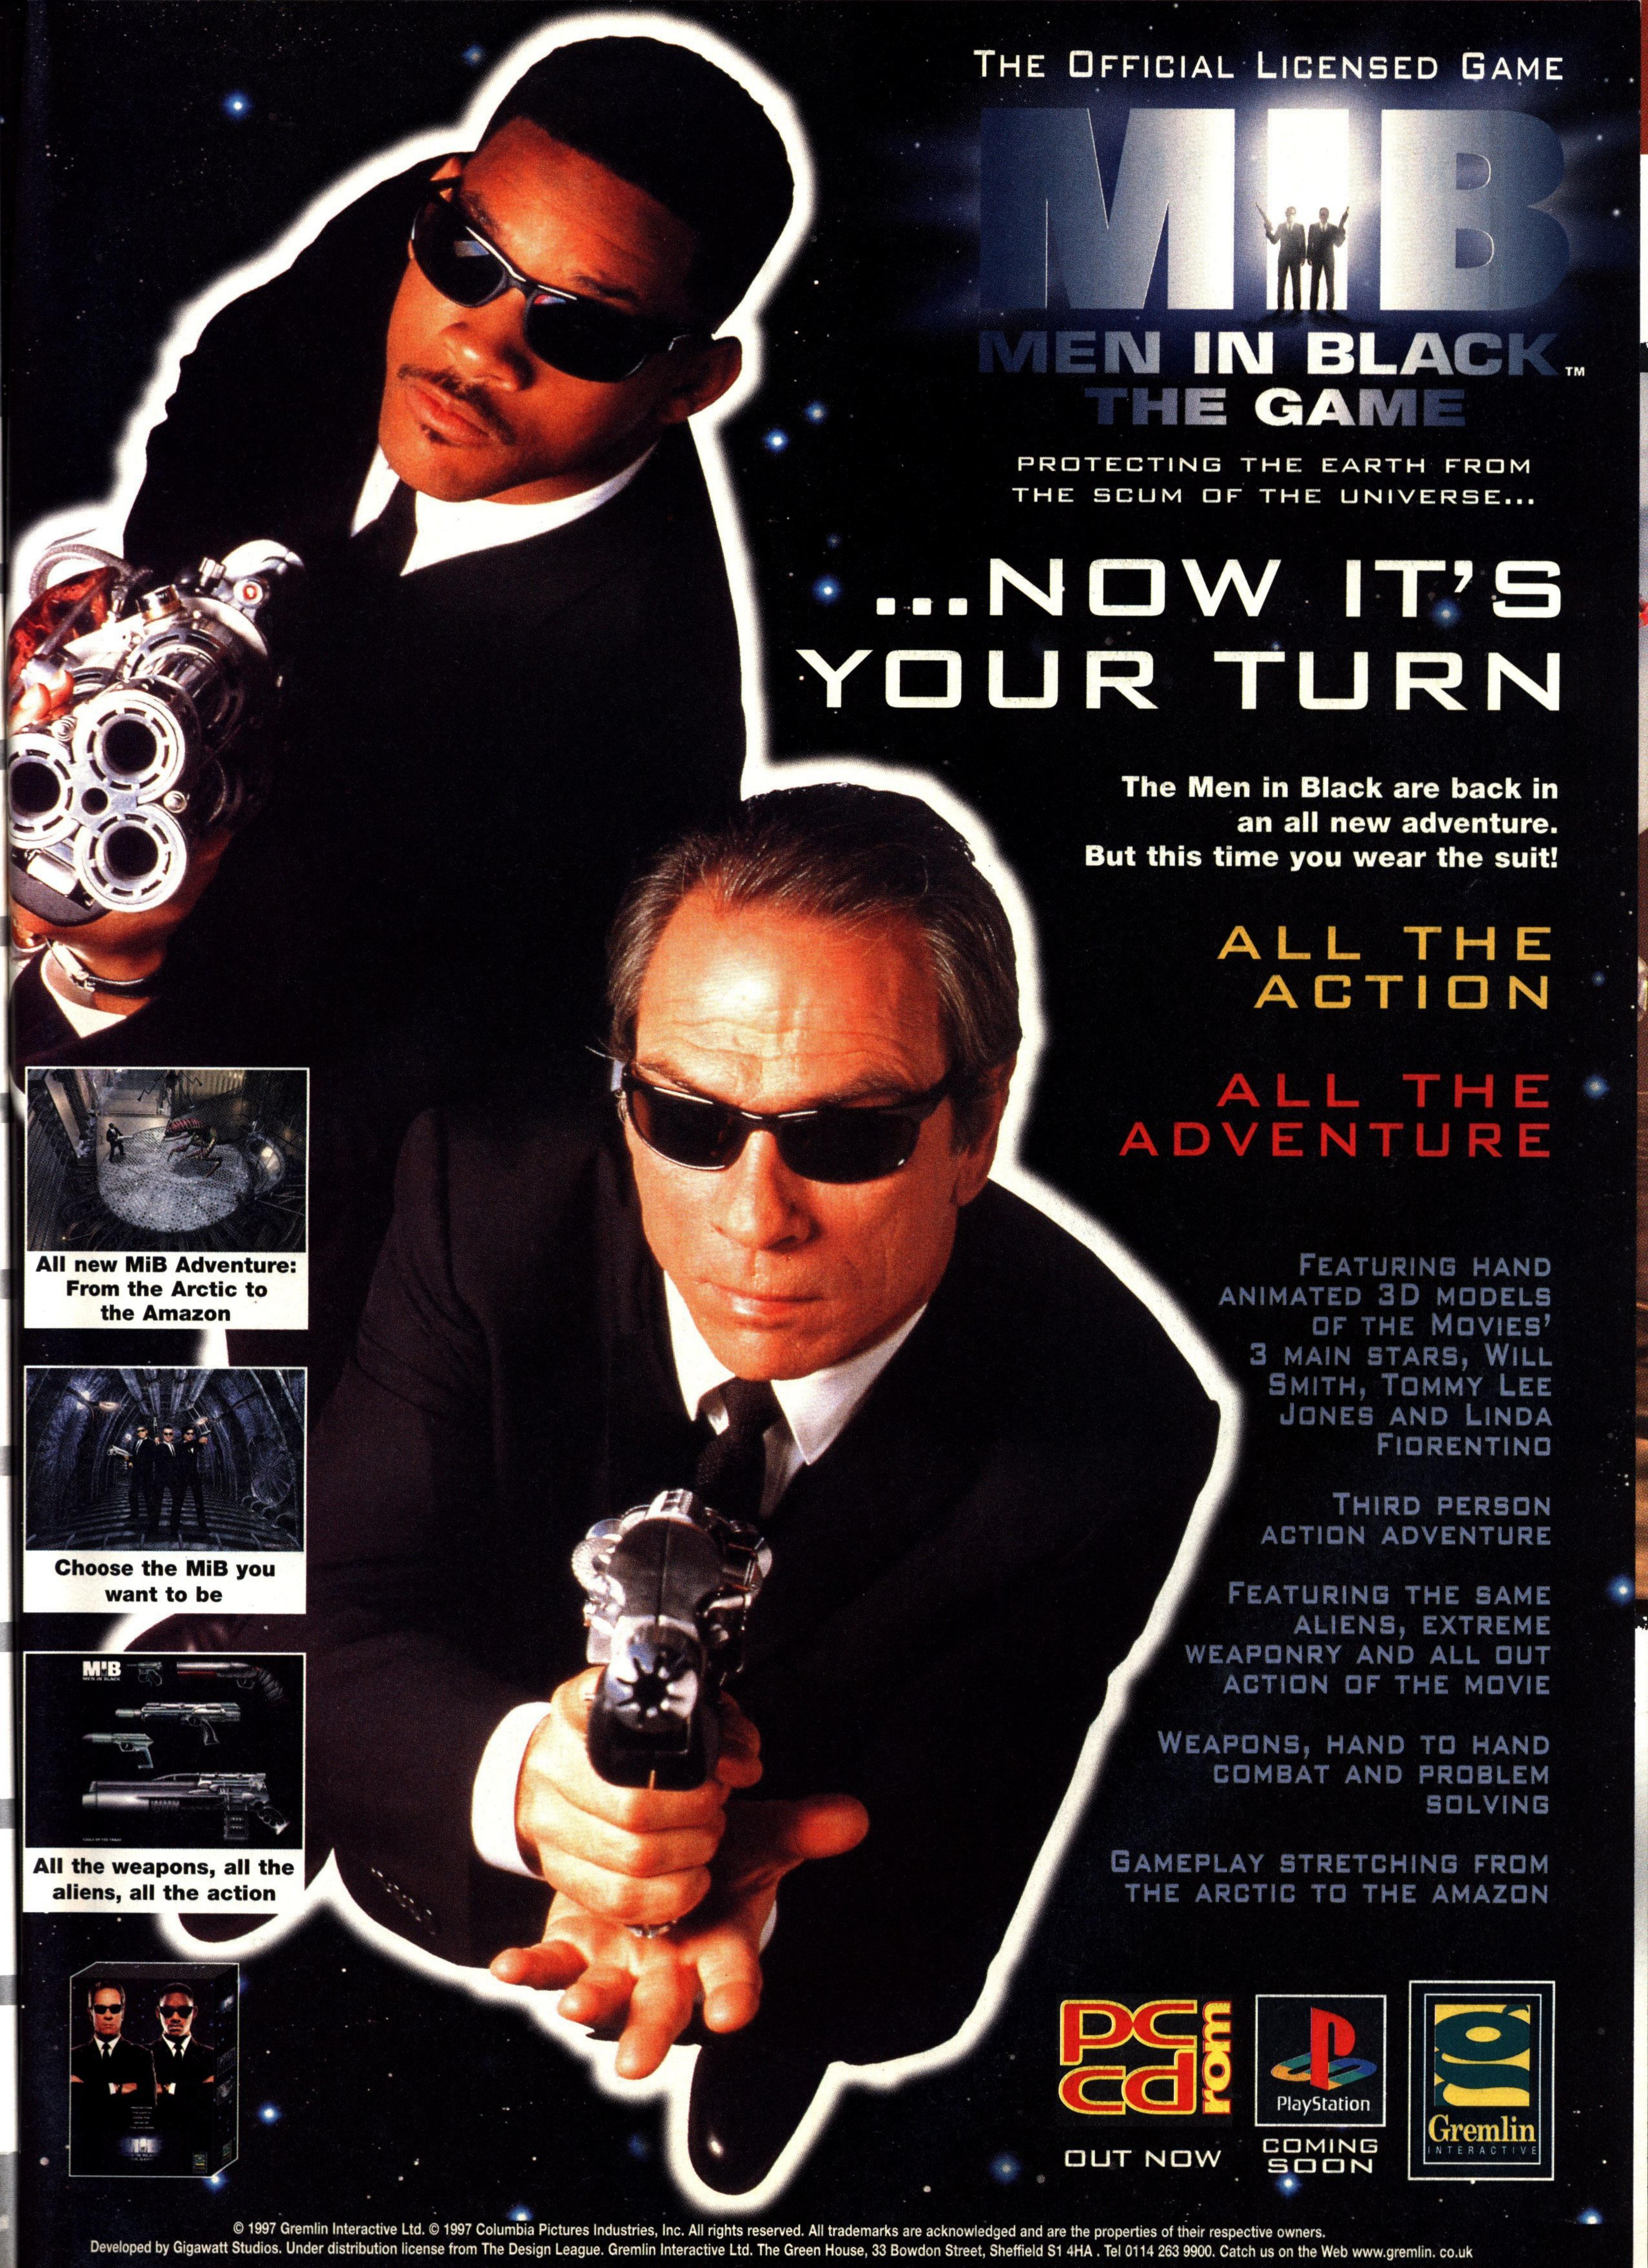 The Official Licensed Game
MIB
MEN IN BLACK™
THE GAME
PROTECTING THE EARTH FROM
THE SCUM OF THE UNIVERSE...
...NOW IT'S
YOUR TURN
The Men in Black are back in
an all new adventure.
But this time you wear the suit!
ALL THE
ACTION
ALL THE
ADVENTURE
Featuring hand
animated 3D models
of the Movies'
3 main stars, Will
Smith, Tommy Lee
Jones and Linda
Fiorentino
Third person
action adventure
Featuring the same
aliens, extreme
weaponry and all out
action of the movie
Weapons, hand to hand
combat and problem
solving
Gameplay stretching from
the Arctic to the Amazon
All new MiB Adventure:
From the Arctic to
the Amazon
Choose the MiB you
want to be
MIB
MEN IN BLACK
All the weapons, all the
aliens, all the action
MIB
pc
cd
rom
OUT NOW
PlayStation
COMING
SOON
g
Gremlin
INTERACTIVE
© 1997 Gremlin Interactive Ltd. © 1997 Columbia Pictures Industries, Inc. All rights reserved. All trademarks are acknowledged and are the properties of their respective owners.
Developed by Gigawatt Studios. Under distribution license from The Design League. Gremlin Interactive Ltd. The Green House, 33 Bowdon Street, Sheffield S1 4HA . Tel 0114 263 9900. Catch us on the Web www.gremlin. co.uk